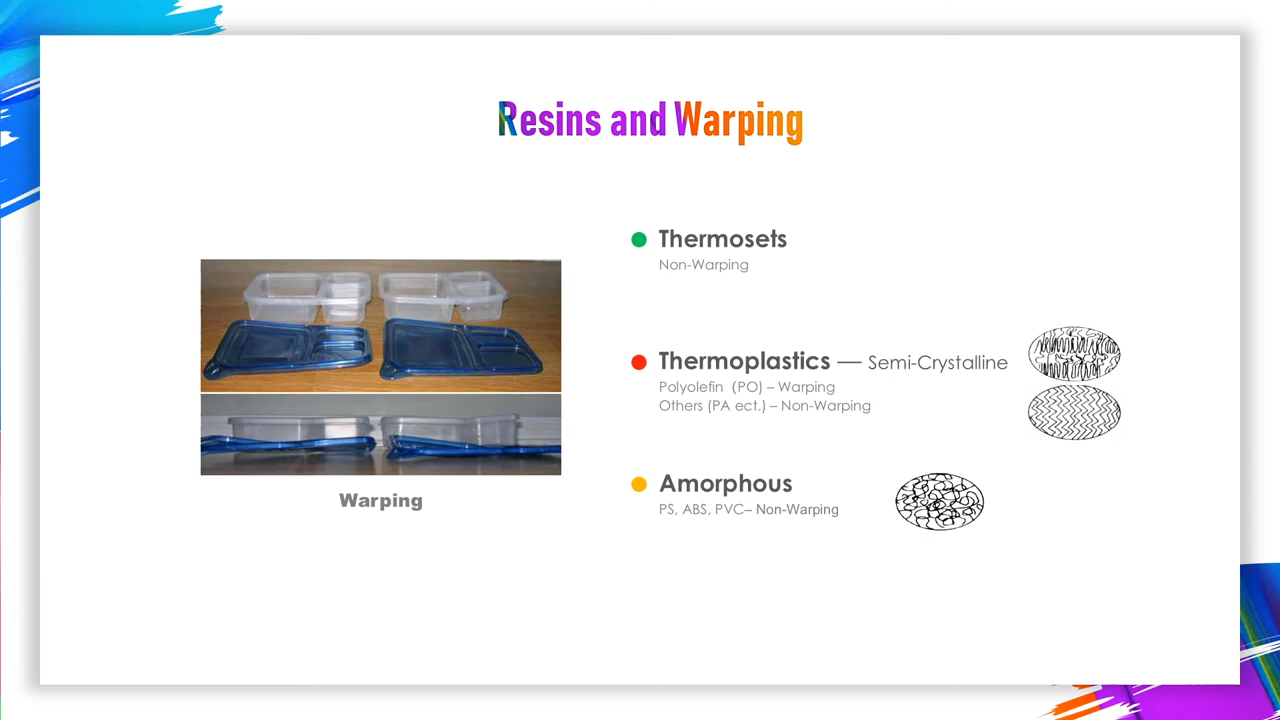 Resins and Warping
Thermosets
Non-Warping
Thermoplastics — Semi-Crystalline
Polyolefin (PO) – Warping
Others (PA ect.) – Non-Warping
Amorphous
PS, ABS, PVC– Non-Warping
Warping